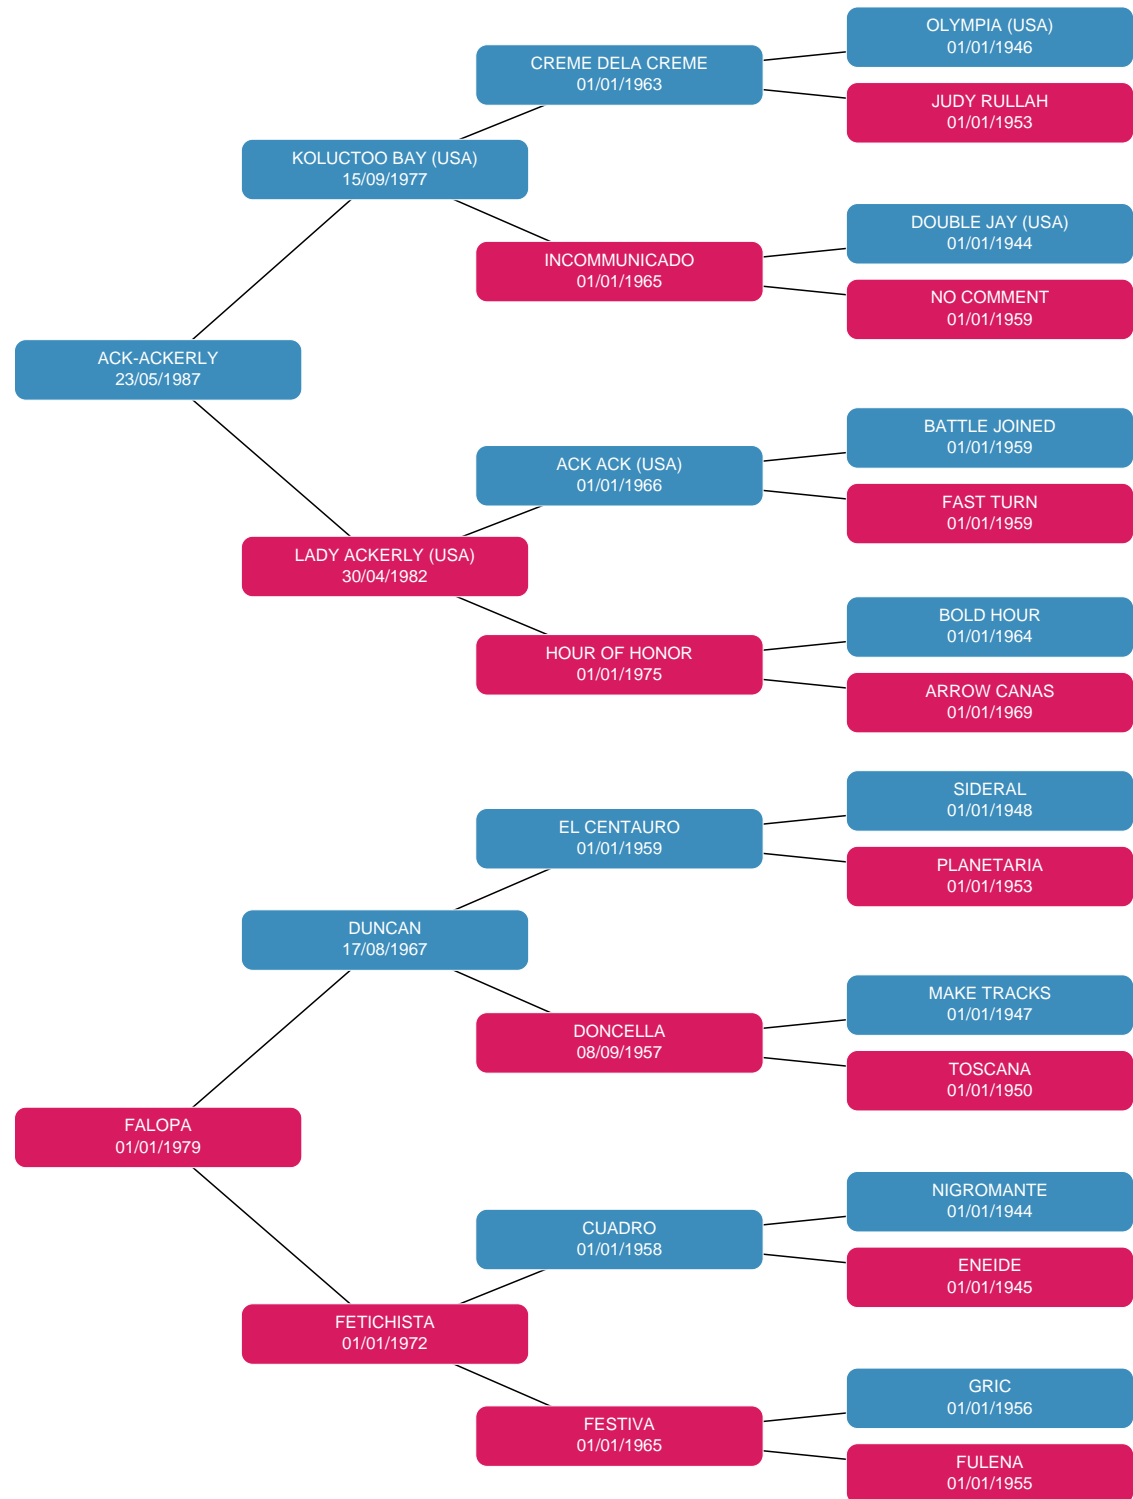 OLYMPIA (USA)
01/01/1946
CREME DELA CREME
01/01/1963
JUDY RULLAH
01/01/1953
KOLUCTOO BAY (USA)
15/09/1977
DOUBLE JAY (USA)
01/01/1944
INCOMMUNICADO
01/01/1965
NO COMMENT
01/01/1959
ACK-ACKERLY
23/05/1987
BATTLE JOINED
01/01/1959
ACK ACK (USA)
01/01/1966
FAST TURN
01/01/1959
LADY ACKERLY (USA)
30/04/1982
BOLD HOUR
01/01/1964
HOUR OF HONOR
01/01/1975
ARROW CANAS
01/01/1969
SIDERAL
01/01/1948
EL CENTAURO
01/01/1959
PLANETARIA
01/01/1953
DUNCAN
17/08/1967
MAKE TRACKS
01/01/1947
DONCELLA
08/09/1957
TOSCANA
01/01/1950
FALOPA
01/01/1979
NIGROMANTE
01/01/1944
CUADRO
01/01/1958
ENEIDE
01/01/1945
FETICHISTA
01/01/1972
GRIC
01/01/1956
FESTIVA
01/01/1965
FULENA
01/01/1955